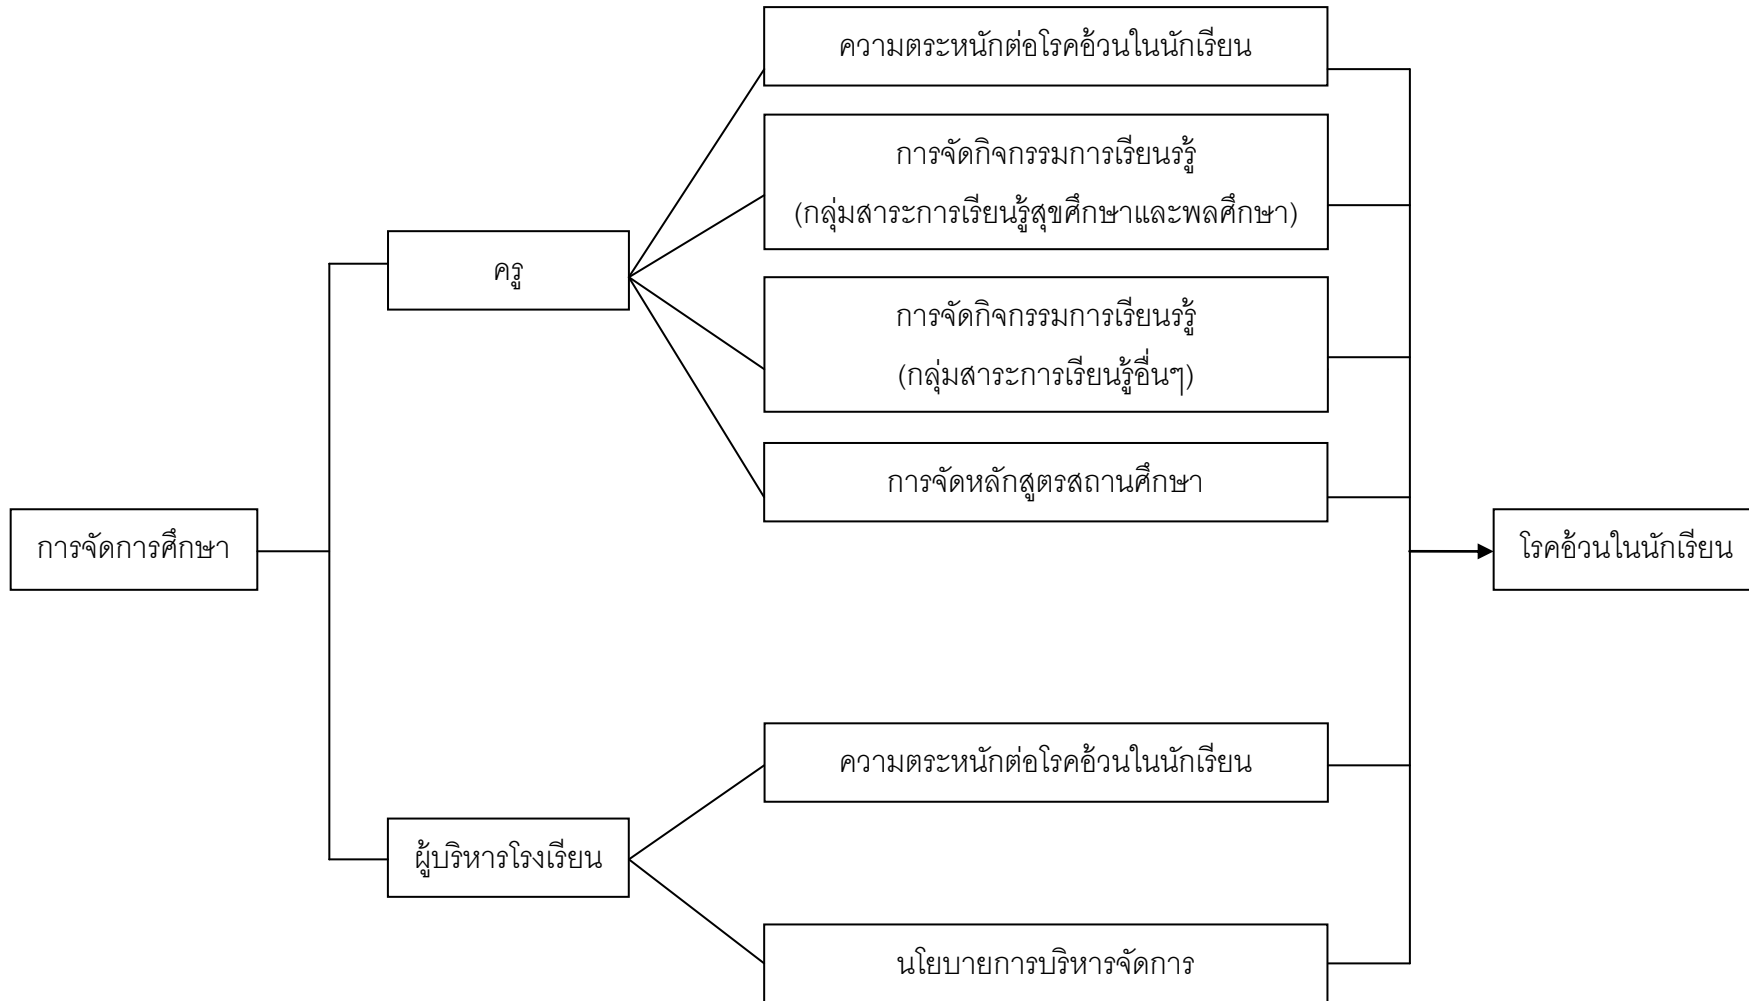 ความตระหนักต่อโรคอ้วนในนักเรียน
การจัดกิจกรรมการเรียนรรู้
(กลุ่มสาระการเรียนรู้สุขศึกษาและพลศึกษา)
ครู
การจัดกิจกรรมการเรียนรรู้
(กลุ่มสาระการเรียนรู้อื่นๆ)
การจัดหลักสูตรสถานศึกษา
การจัดการศึกษา
โรคอ้วนในนักเรียน
ความตระหนักต่อโรคอ้วนในนักเรียน
ผู้บริหารโรงเรียน
นโยบายการบริหารจัดการ